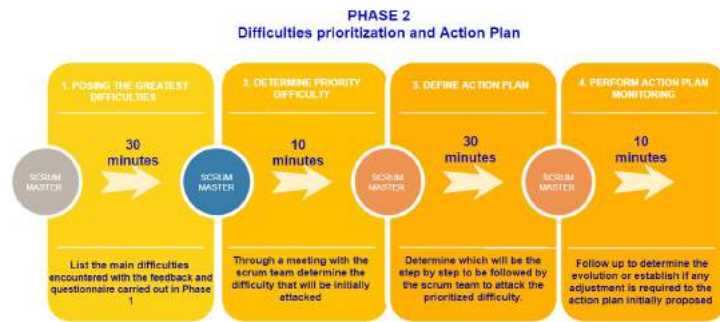 PHASE 2
Difficulties prioritization and Action Plan
1. POSING THE GREATEST
DIFFICULTIES
30
minutes
SCRUM
MASTER
List the main difficulties
encountered with the feedback and
questionnaire carried out in Phase
1
2. DETERMINE PRIORITY
DIFFICULTY
10
minutes
SCRUM
MASTER
Through a meeting with the
scrum team determine the
difficulty that will be initially
attacked
3. DEFINE ACTION PLAN
30
minutes
SCRUM
MASTER
Determine which will be the
step by step to be followed by
the scrum team to attack the
prioritized difficulty.
4. PERFORM ACTION PLAN
MONITORING
10
minutes
SCRUM
MASTER
Follow up to determine the
evolution or establish if any
adjustment is required to the
action plan initially proposed